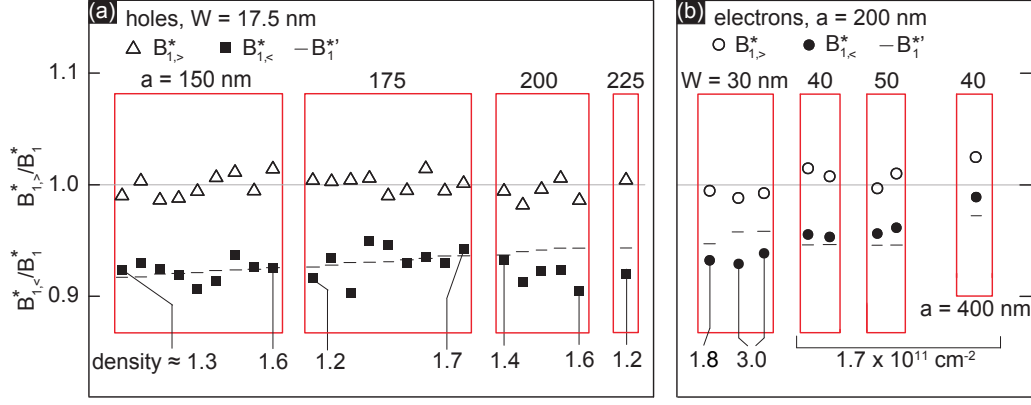 (a) holes, W = 17.5 nm
△ B*1,> ■ B*1,< – B*'1
a = 150 nm 175 200 225
1.1
1.0
0.9
B*1,</B*1 B*1,>/B*1
density ≈ 1.3 1.6 1.2 1.7 1.4 1.6 1.2
(b) electrons, a = 200 nm
○ B*1,> ● B*1,< – B*'1
W = 30 nm 40 50 40
a = 400 nm
1.8 3.0 1.7 x 10¹¹ cm⁻²